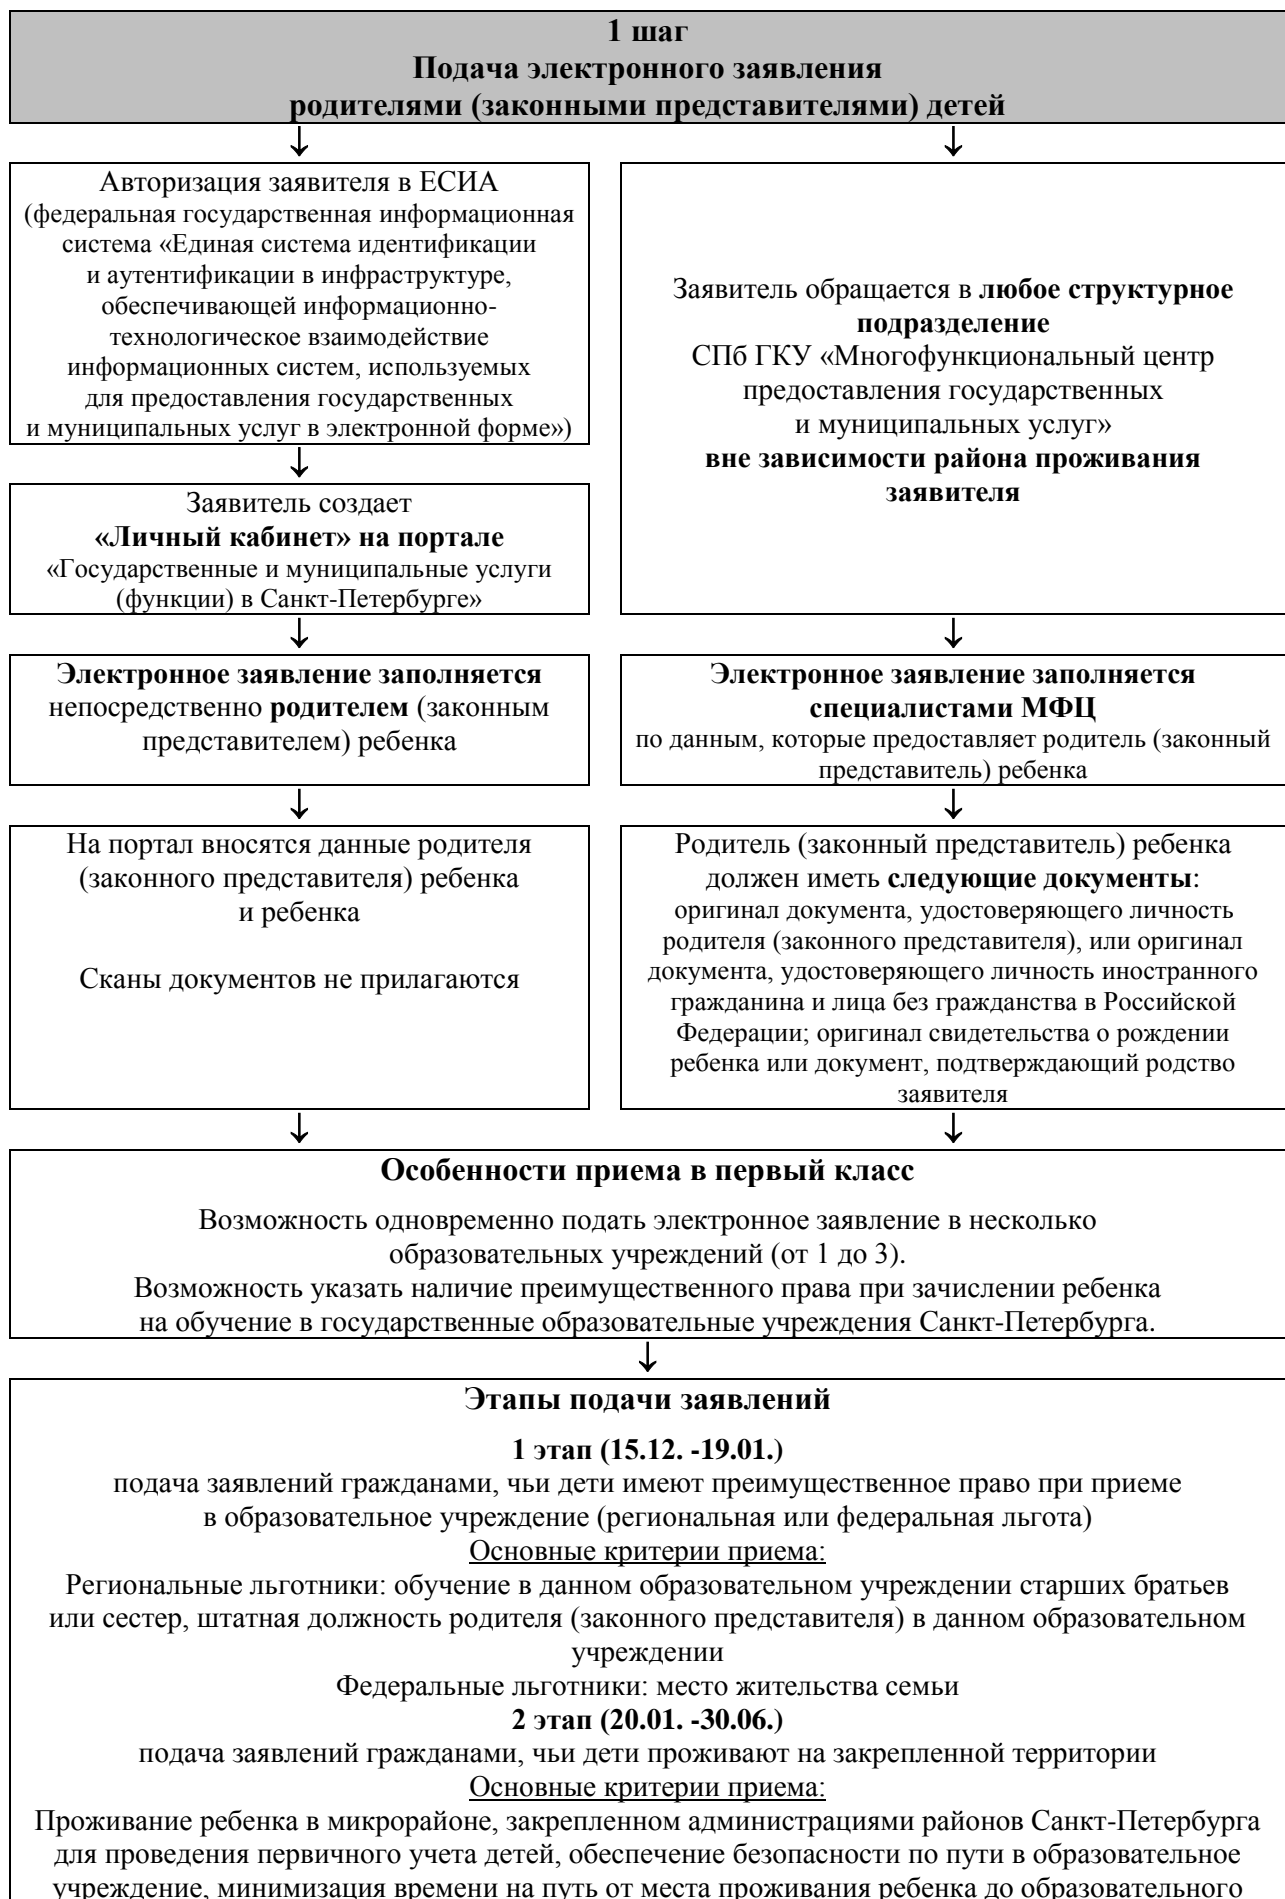 1 шаг
Подача электронного заявления
родителями (законными представителями) детей
Авторизация заявителя в ЕСИА
(федеральная государственная информационная
система «Единая система идентификации
и аутентификации в инфраструктуре,
обеспечивающей информационно-
технологическое взаимодействие
информационных систем, используемых
для предоставления государственных
и муниципальных услуг в электронной форме»)
Заявитель создает
«Личный кабинет» на портале
«Государственные и муниципальные услуги
(функции) в Санкт-Петербурге»
Электронное заявление заполняется
непосредственно родителем (законным
представителем) ребенка
На портал вносятся данные родителя
(законного представителя) ребенка
и ребенка
Сканы документов не прилагаются
Заявитель обращается в любое структурное
подразделение
СПб ГКУ «Многофункциональный центр
предоставления государственных
и муниципальных услуг»
вне зависимости района проживания
заявителя
Электронное заявление заполняется
специалистами МФЦ
по данным, которые предоставляет родитель (законный
представитель) ребенка
Родитель (законный представитель) ребенка
должен иметь следующие документы:
оригинал документа, удостоверяющего личность
родителя (законного представителя), или оригинал
документа, удостоверяющего личность иностранного
гражданина и лица без гражданства в Российской
Федерации; оригинал свидетельства о рождении
ребенка или документ, подтверждающий родство
заявителя
Особенности приема в первый класс
Возможность одновременно подать электронное заявление в несколько
образовательных учреждений (от 1 до 3).
Возможность указать наличие преимущественного права при зачислении ребенка
на обучение в государственные образовательные учреждения Санкт-Петербурга.
Этапы подачи заявлений
1 этап (15.12. -19.01.)
подача заявлений гражданами, чьи дети имеют преимущественное право при приеме
в образовательное учреждение (региональная или федеральная льгота)
Основные критерии приема:
Региональные льготники: обучение в данном образовательном учреждении старших братьев
или сестер, штатная должность родителя (законного представителя) в данном образовательном
учреждении
Федеральные льготники: место жительства семьи
2 этап (20.01. -30.06.)
подача заявлений гражданами, чьи дети проживают на закрепленной территории
Основные критерии приема:
Проживание ребенка в микрорайоне, закрепленном администрациями районов Санкт-Петербурга
для проведения первичного учета детей, обеспечение безопасности по пути в образовательное
учреждение, минимизация времени на путь от места проживания ребенка до образовательного